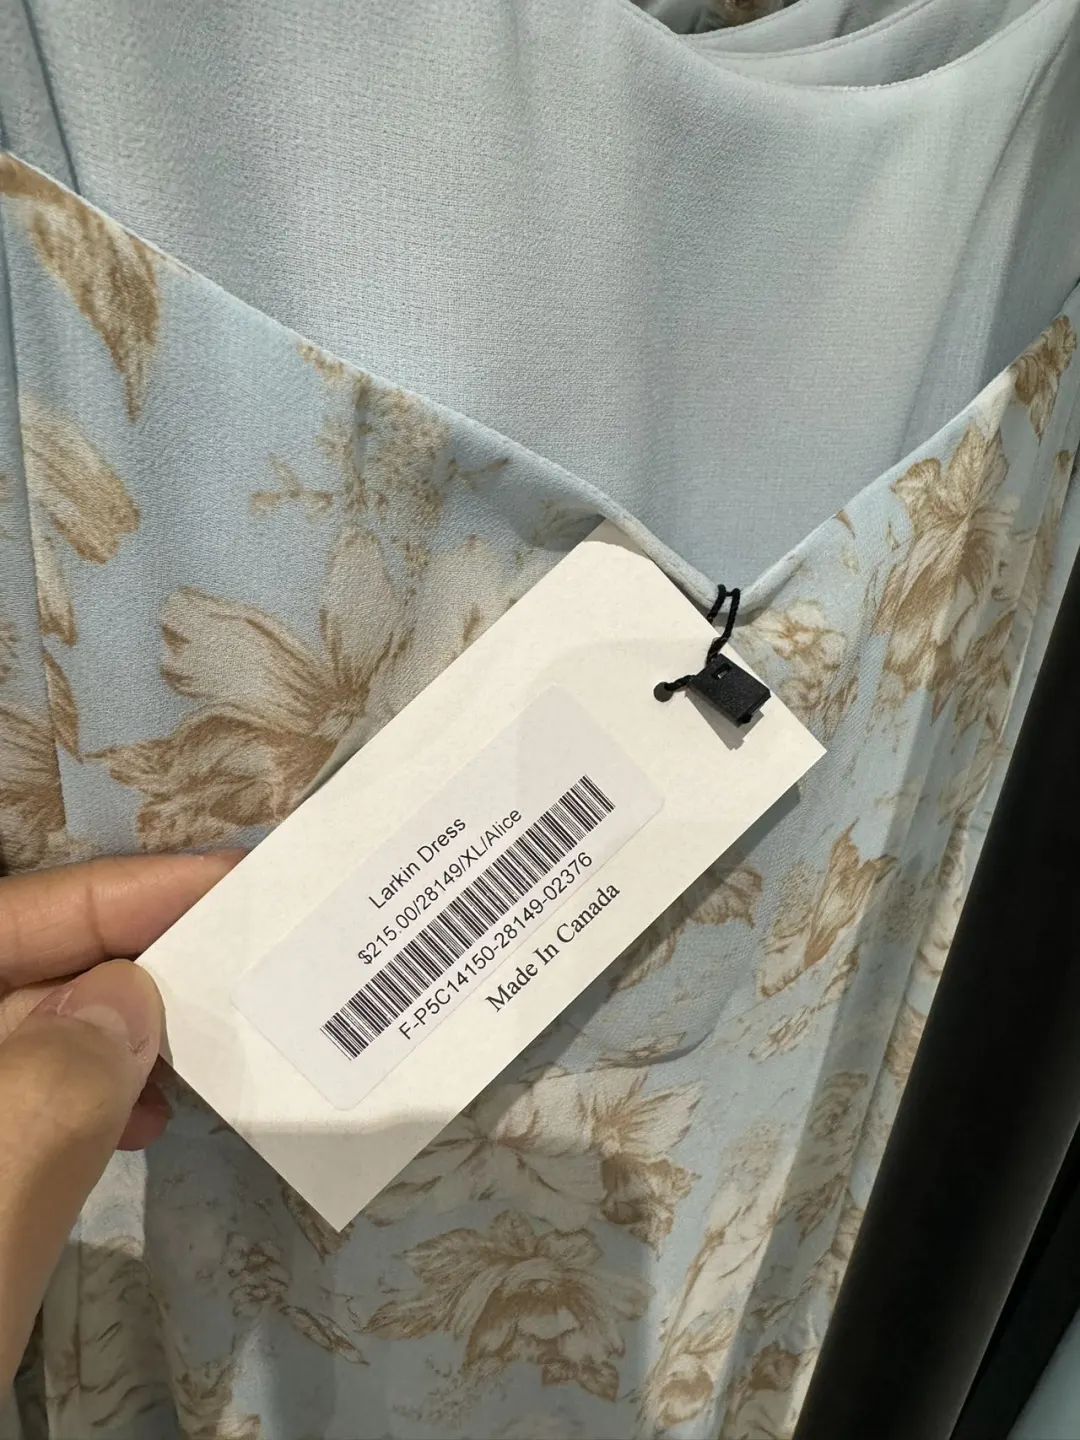 Larkin Dress
$215.00/28149/XL/Alice
F-P5C14150-28149-02376
Made In Canada